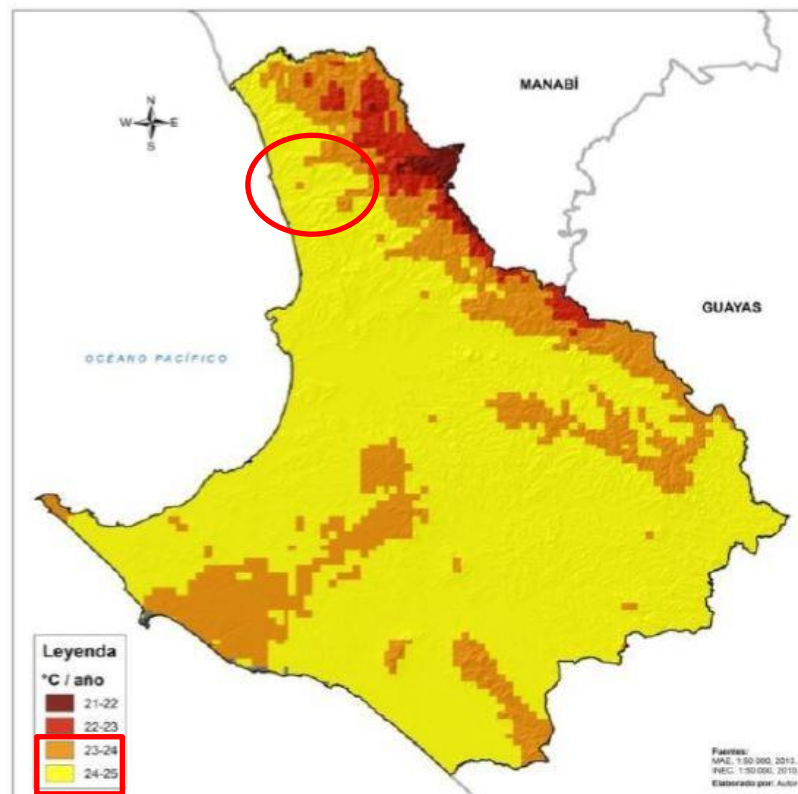 MANABÍ
N
W E
S
GUAYAS
OCÉANO PACÍFICO
Leyenda
°C / año
21-22
22-23
23-24
24-25
Fuentes:
MAE, 1:50 000, 2013.
INEC, 1:50 000, 2010.
Elaborado por: Autor